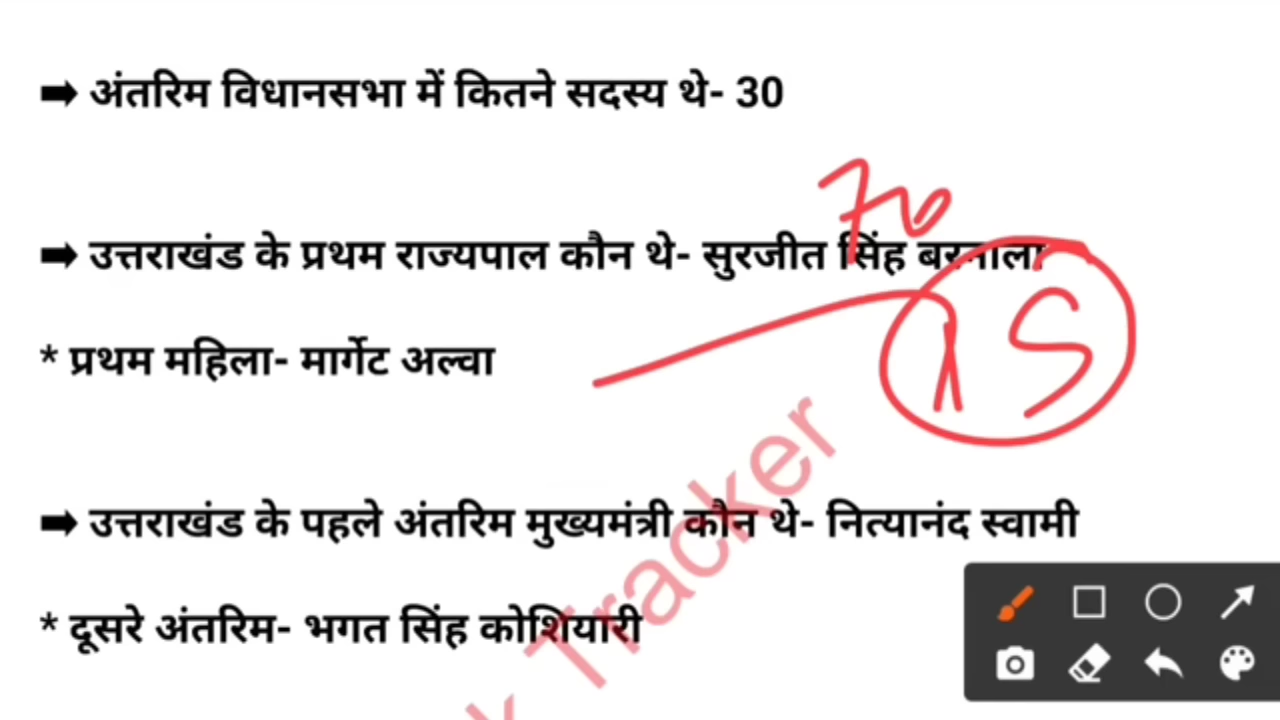 ➡ अंतरिम विधानसभा में कितने सदस्य थे- 30
70
➡ उत्तराखंड के प्रथम राज्यपाल कौन थे- सुरजीत सिंह बरनाला
15
* प्रथम महिला- मार्गेट अल्वा
➡ उत्तराखंड के पहले अंतरिम मुख्यमंत्री कौन थे- नित्यानंद स्वामी
* दूसरे अंतरिम- भगत सिंह कोशियारी
Tracker